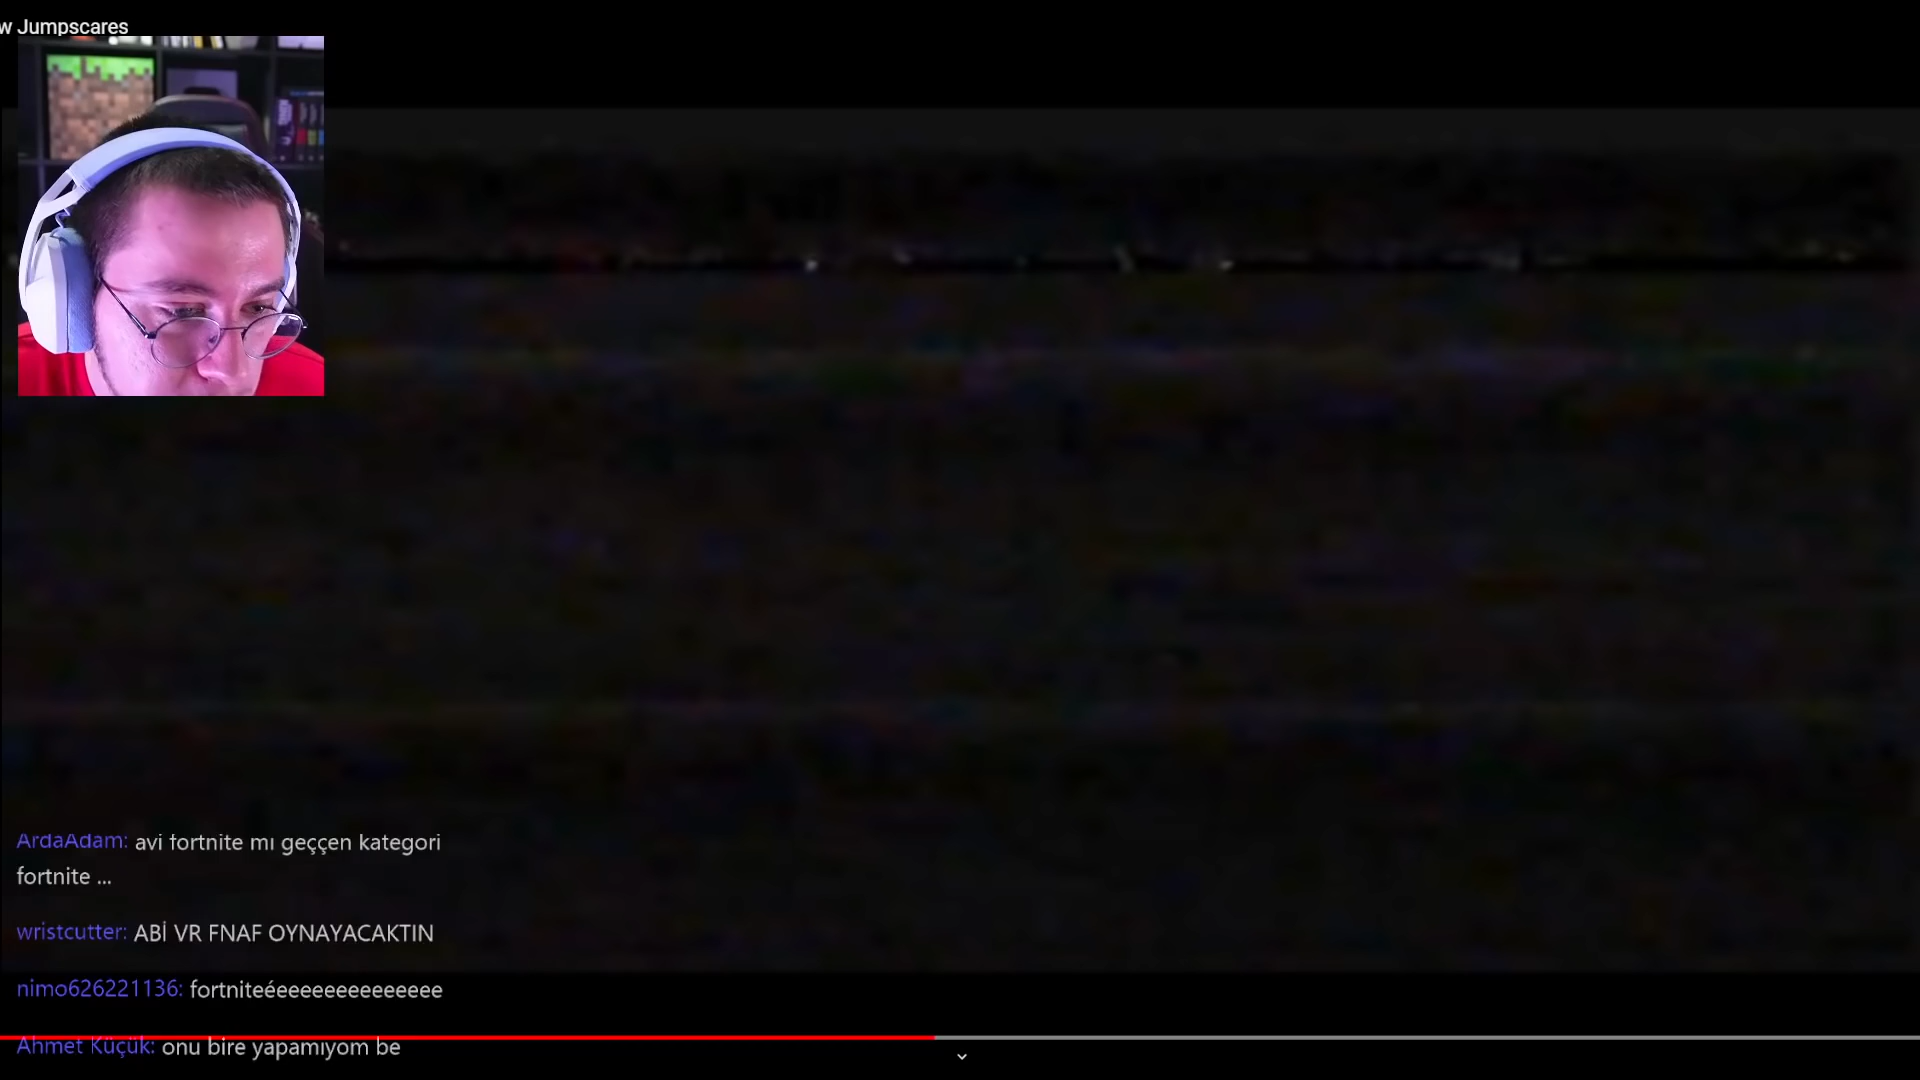 w Jumpscares
ArdaAdam: avi fortnite mı geççen kategori
fortnite ...
wristcutter: ABİ VR FNAF OYNAYACAKTIN
nimo626221136: fortniteéeeeeeeeeeeeeee
Ahmet Küçük: onu bire yapamıyom be